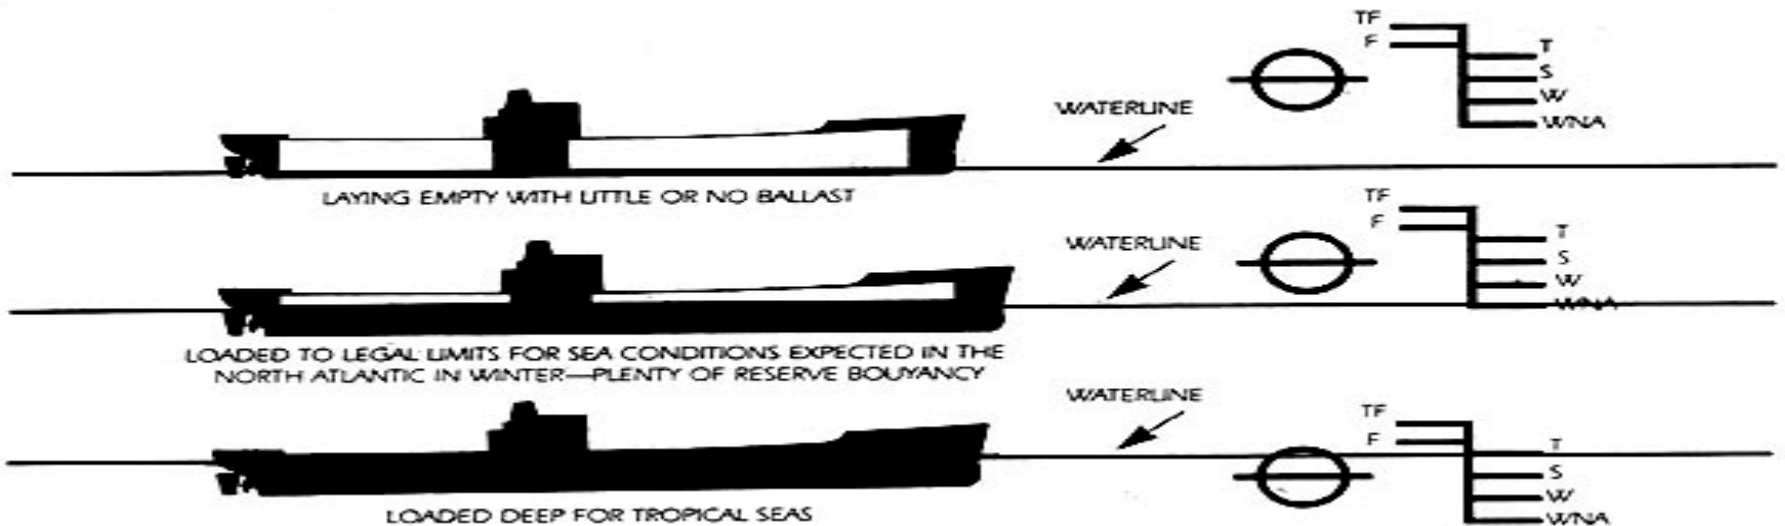 TF
F
T
S
W
WNA
WATERLINE
LAYING EMPTY WITH LITTLE OR NO BALLAST
TF
F
T
S
W
WNA
WATERLINE
LOADED TO LEGAL LIMITS FOR SEA CONDITIONS EXPECTED IN THE
NORTH ATLANTIC IN WINTER—PLENTY OF RESERVE BOUYANCY
WATERLINE
TF
F
T
S
W
WNA
LOADED DEEP FOR TROPICAL SEAS